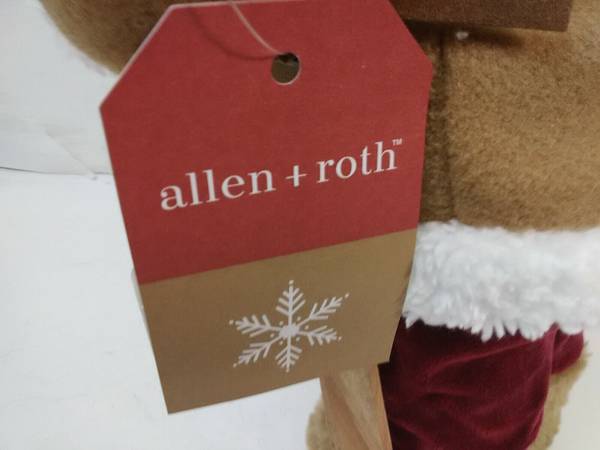 allen + roth™